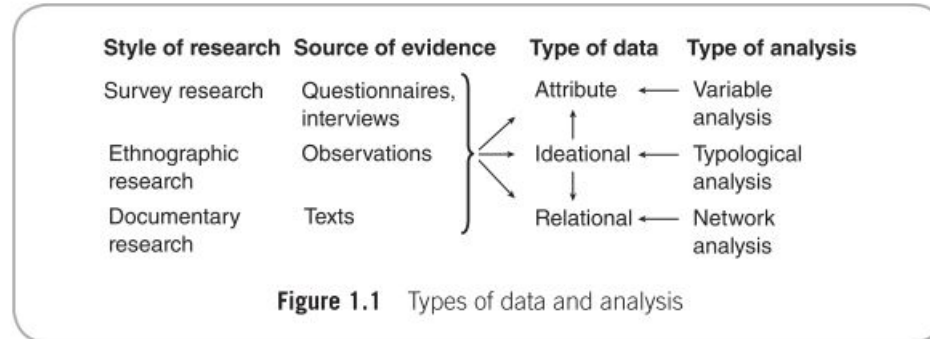 Style of research Source of evidence Type of data Type of analysis
Survey research Questionnaires, Attribute Variable
interviews analysis
Ethnographic Observations Ideational Typological
research analysis
Documentary Texts Relational Network
research analysis
Figure 1.1 Types of data and analysis